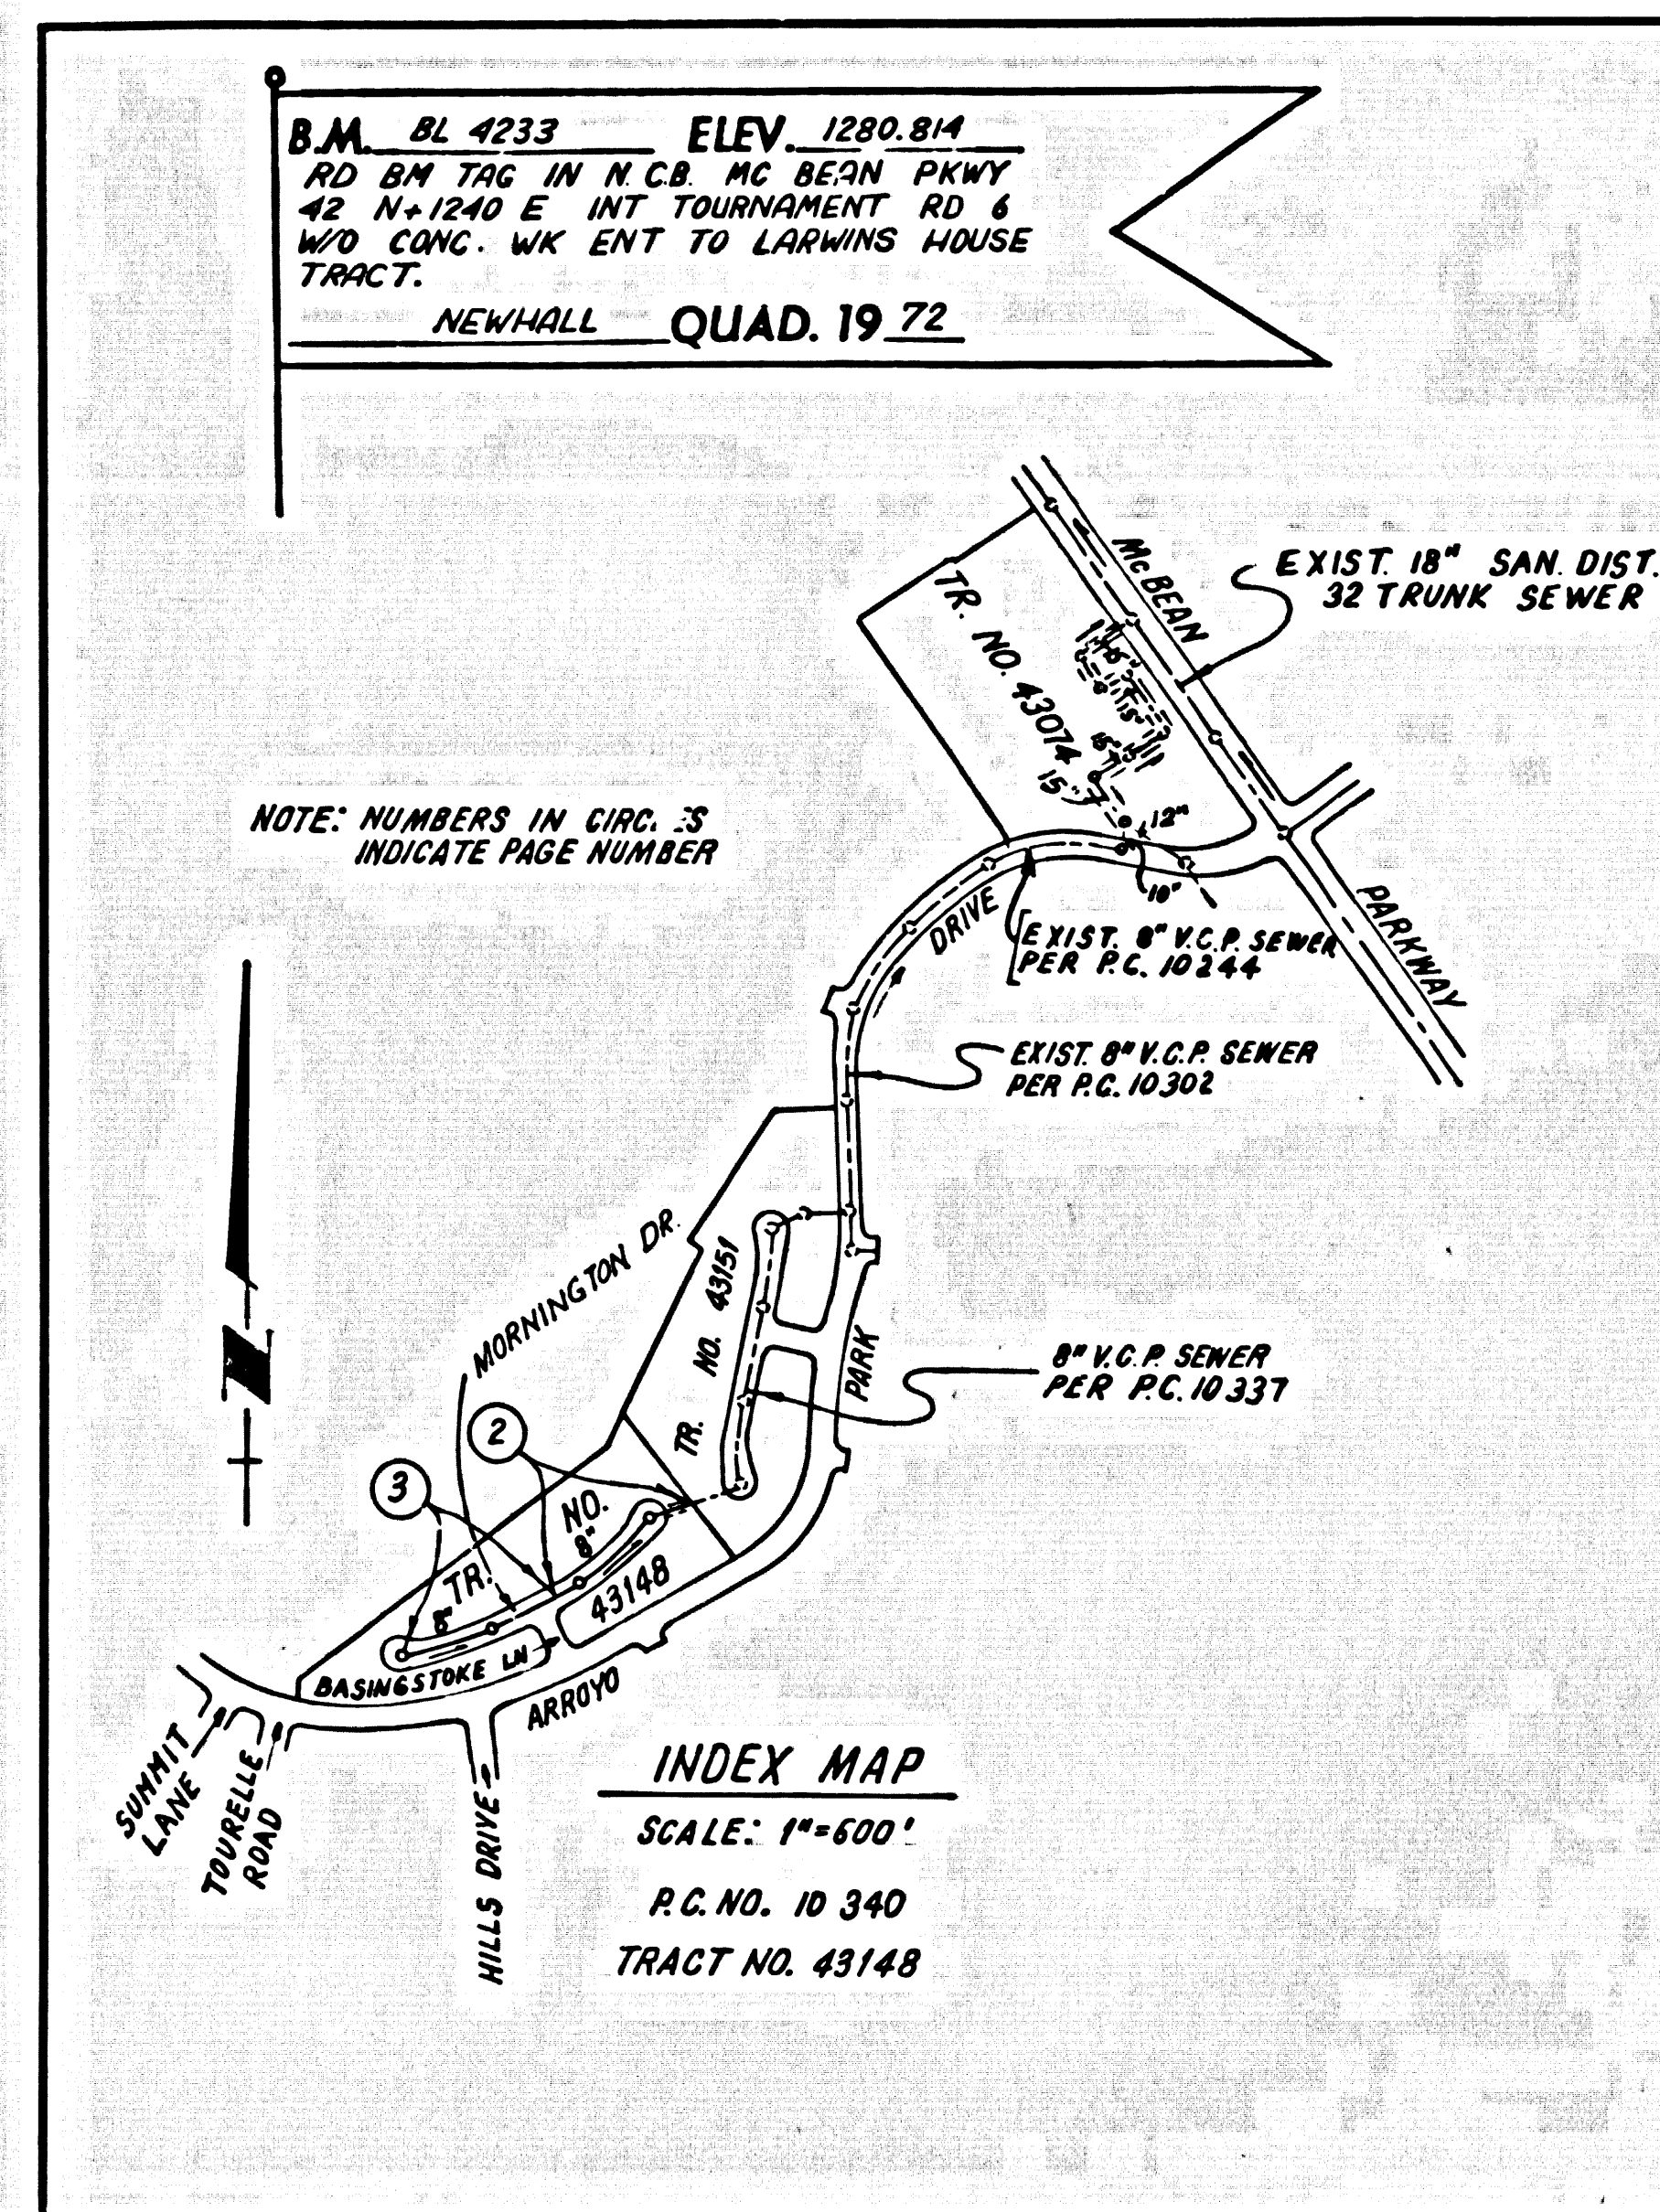 B.M. BL 4233 ELEV. 1280.814
RD BM TAG IN N. C.B. MC BEAN PKWY
42 N+1240 E INT TOURNAMENT RD 6
W/O CONC. WK ENT TO LARWINS HOUSE
TRACT.
NEWHALL QUAD. 19 72
EXIST. 18" SAN. DIST.
32 TRUNK SEWER
McBEAN
TR. NO. 43074
15"
15"
15"
15"
12"
10"
NOTE: NUMBERS IN
INDICATE PAGE NUMBER
PARKWAY
DRIVE
EXIST. 8" V.C.P. SEWER
PER P.C. 10244
EXIST. 8" V.C.P. SEWER
PER P.C. 10302
MORNINGTON DR.
TR. NO. 43151
PARK
8" V.C.P. SEWER
PER P.C. 10337
N
2
3
TR. NO.
8"
8"
43148
BASINGSTOKE LN
ARROYO
SUMMIT
LANE
TOURELLE
ROAD
HILLS DRIVE
INDEX MAP
SCALE: 1"=600'
P.C. NO. 10 340
TRACT NO. 43148